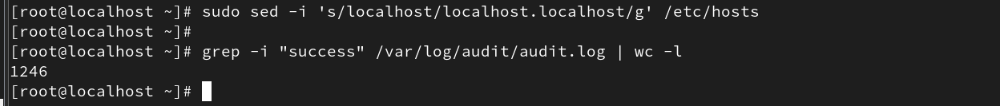 [root@localhost ~]# sudo sed -i 's/localhost/localhost.localhost/g' /etc/hosts
[root@localhost ~]#
[root@localhost ~]# grep -i "success" /var/log/audit/audit.log | wc -l
1246
[root@localhost ~]#